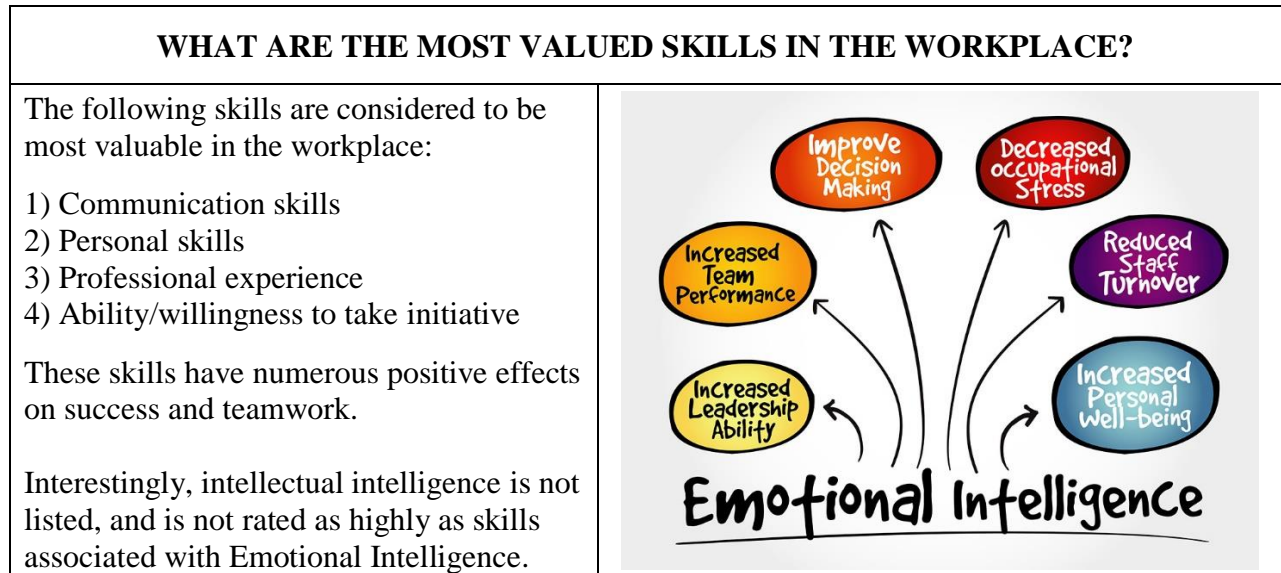 WHAT ARE THE MOST VALUED SKILLS IN THE WORKPLACE?
The following skills are considered to be
most valuable in the workplace:
1) Communication skills
2) Personal skills
3) Professional experience
4) Ability/willingness to take initiative
These skills have numerous positive effects
on success and teamwork.
Interestingly, intellectual intelligence is not
listed, and is not rated as highly as skills
associated with Emotional Intelligence.
Improve
Decision
Making
Decreased
Occupational
Stress
Increased
Team
Performance
Reduced
Staff
Turnover
Increased
Leadership
Ability
Increased
Personal
Well-being
Emotional Intelligence